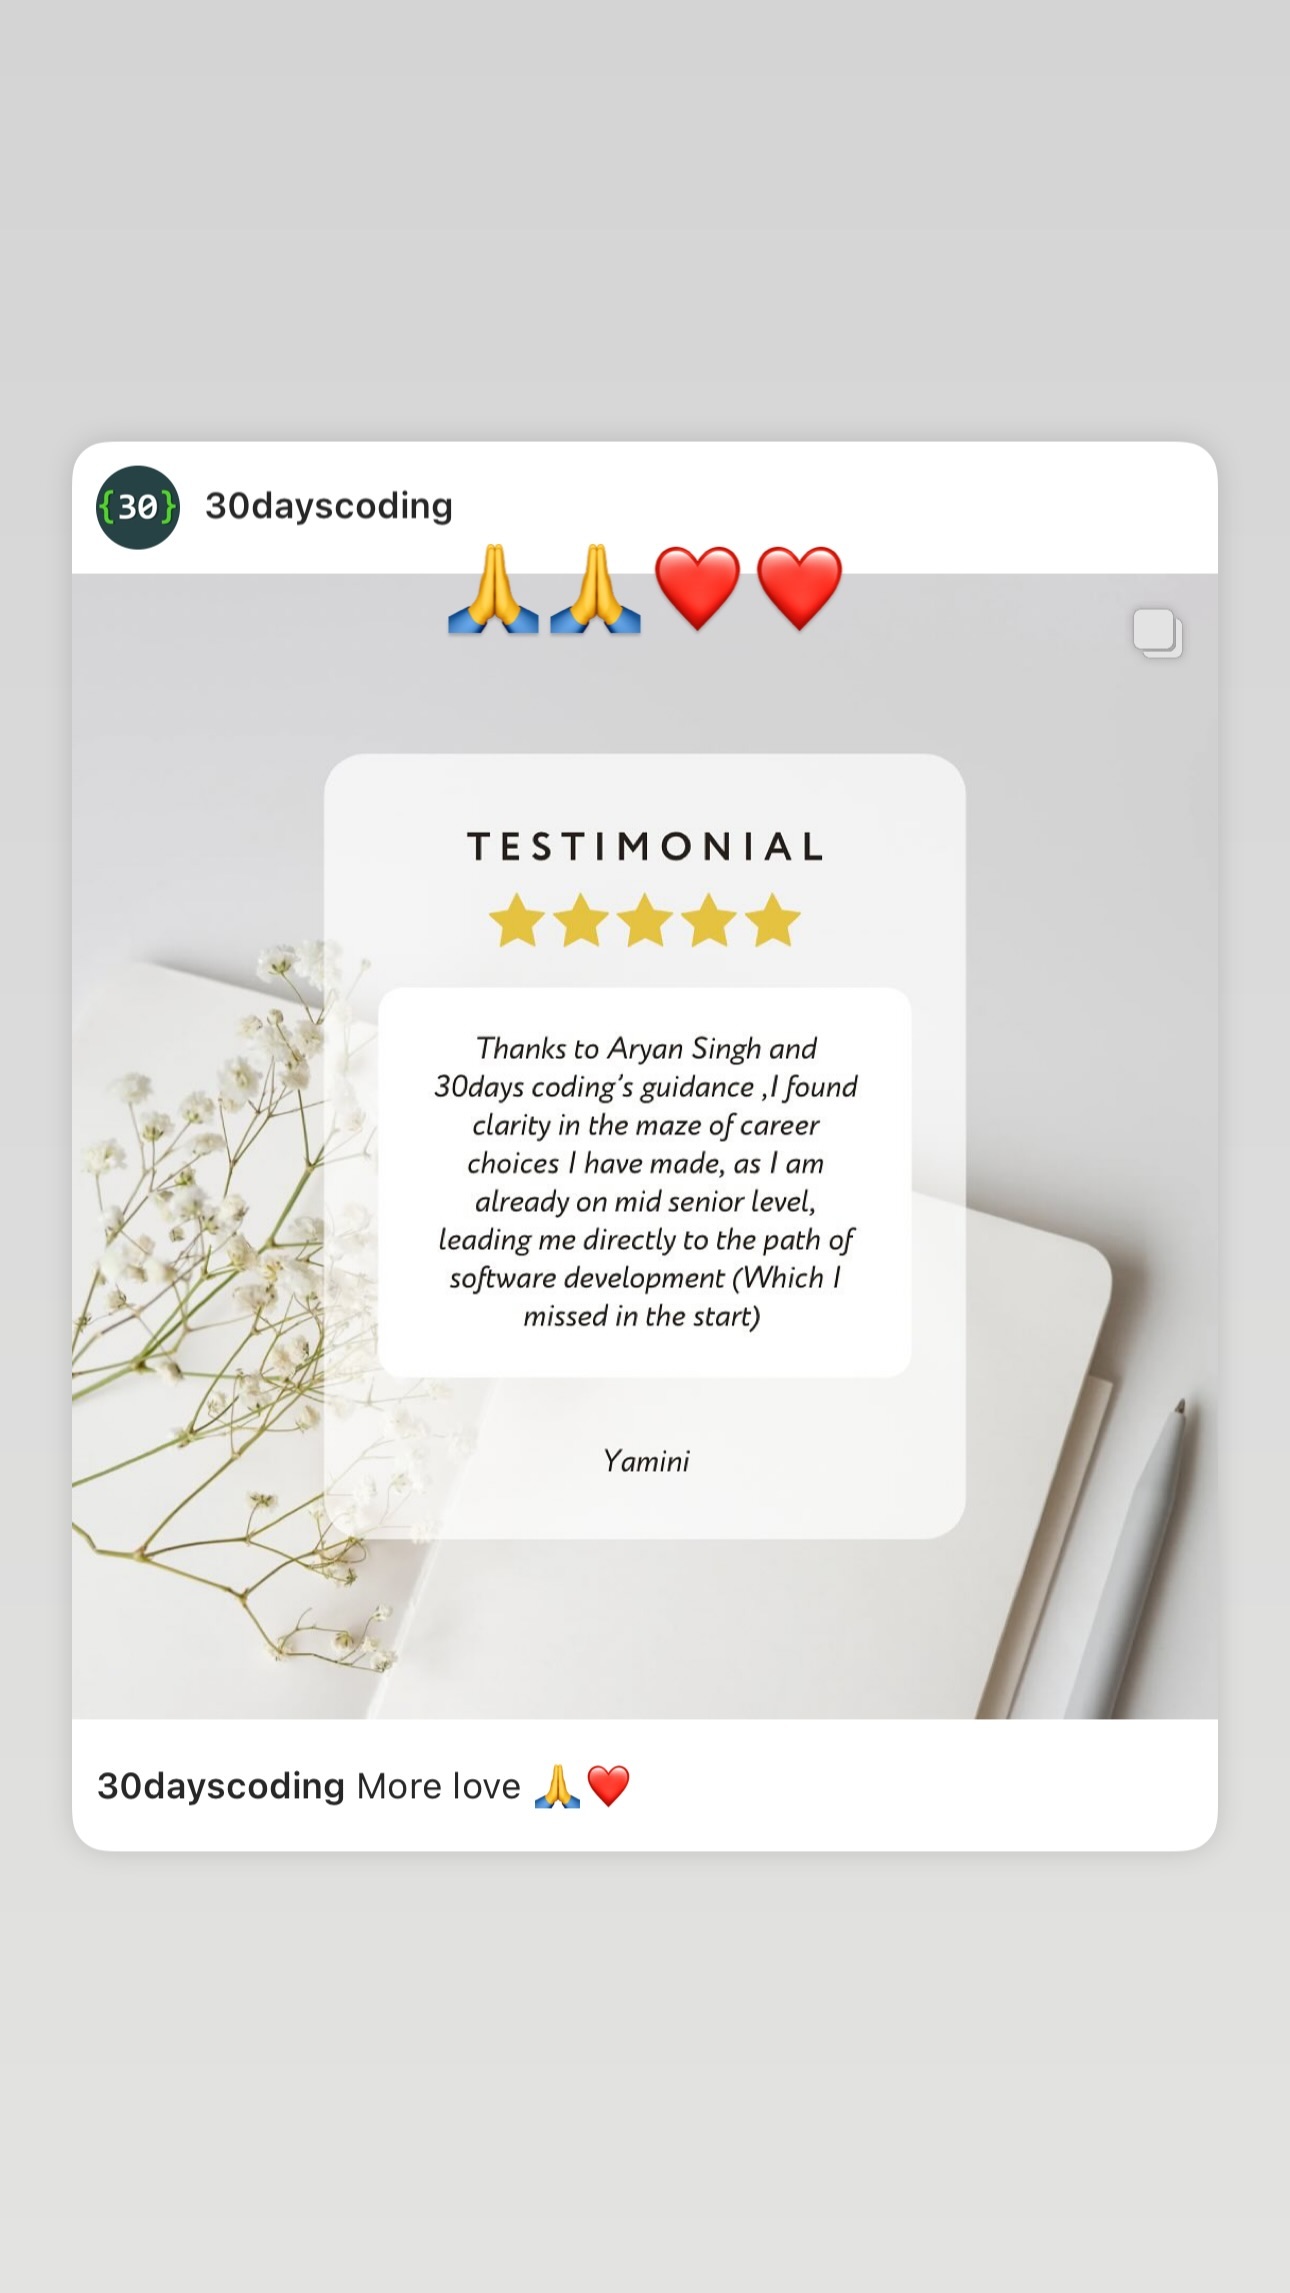 {30} 30dayscoding
🙏🙏❤️❤️
TESTIMONIAL
Thanks to Aryan Singh and
30days coding's guidance ,I found
clarity in the maze of career
choices I have made, as I am
already on mid senior level,
leading me directly to the path of
software development (Which I
missed in the start)
Yamini
30dayscoding More love 🙏❤️